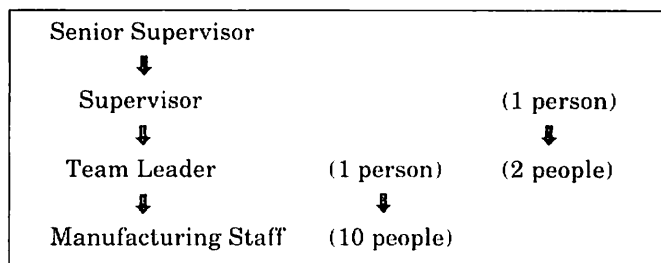 Senior Supervisor
Supervisor (1 person)
Team Leader (1 person) (2 people)
Manufacturing Staff (10 people)